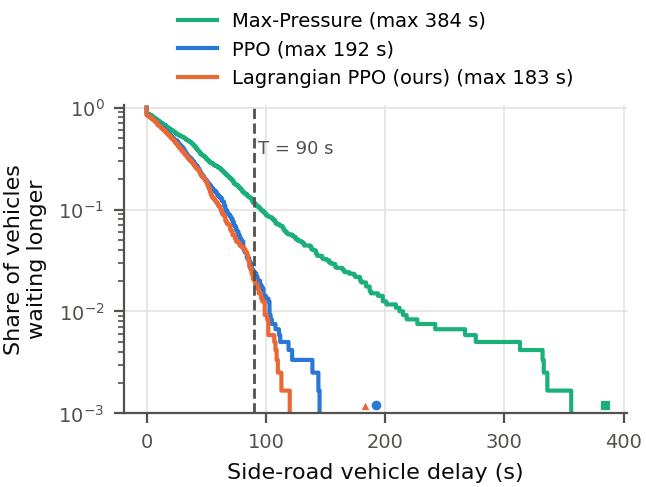 Max-Pressure (max 384 s)
PPO (max 192 s)
Lagrangian PPO (ours) (max 183 s)
10⁰
10⁻¹
10⁻²
10⁻³
Share of vehicles
waiting longer
T = 90 s
0 100 200 300 400
Side-road vehicle delay (s)